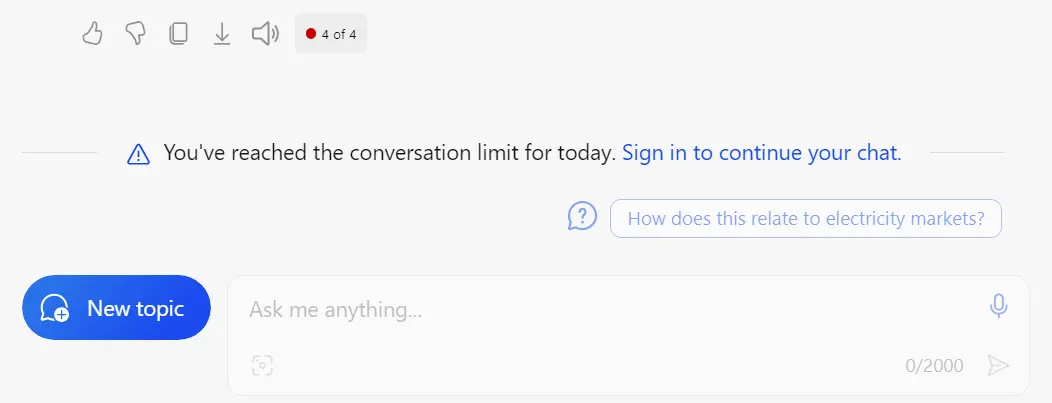 4 of 4
You've reached the conversation limit for today. Sign in to continue your chat.
How does this relate to electricity markets?
New topic
Ask me anything...
0/2000